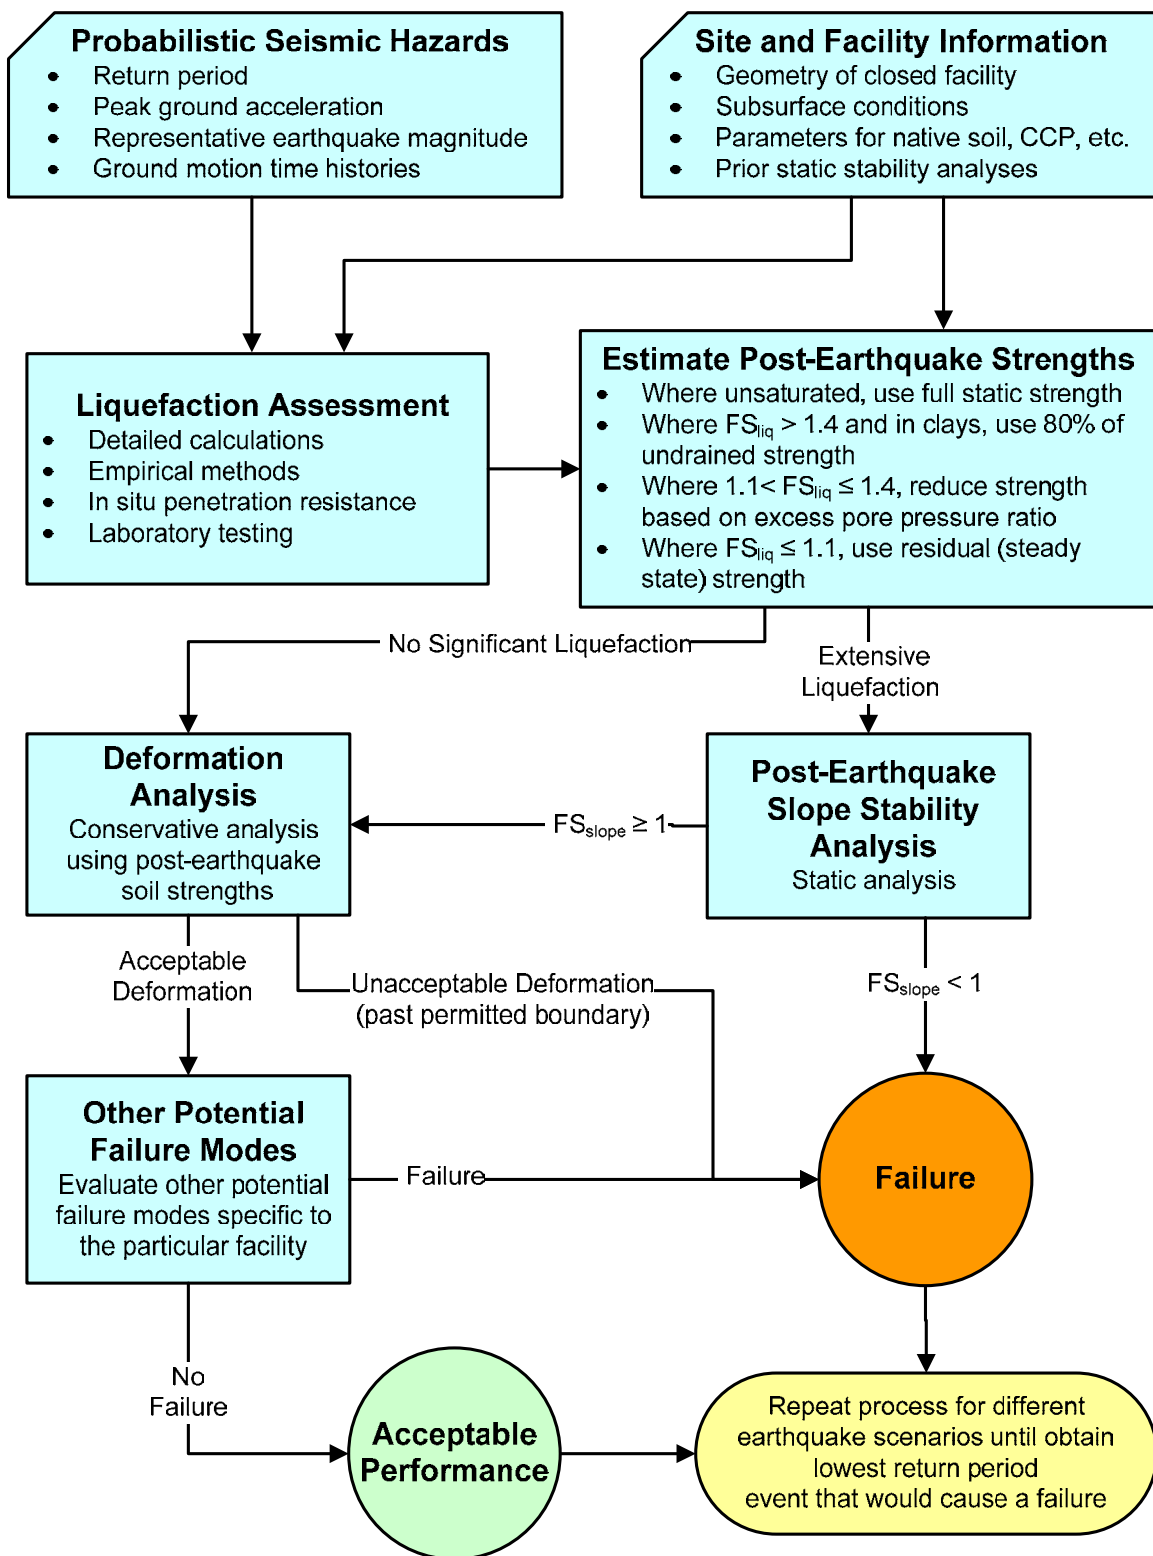 Probabilistic Seismic Hazards
• Return period
• Peak ground acceleration
• Representative earthquake magnitude
• Ground motion time histories
Site and Facility Information
• Geometry of closed facility
• Subsurface conditions
• Parameters for native soil, CCP, etc.
• Prior static stability analyses
Liquefaction Assessment
• Detailed calculations
• Empirical methods
• In situ penetration resistance
• Laboratory testing
Estimate Post-Earthquake Strengths
• Where unsaturated, use full static strength
• Where FSliq > 1.4 and in clays, use 80% of
undrained strength
• Where 1.1< FSliq ≤ 1.4, reduce strength
based on excess pore pressure ratio
• Where FSliq ≤ 1.1, use residual (steady
state) strength
No Significant Liquefaction
Extensive
Liquefaction
Deformation
Analysis
Conservative analysis
using post-earthquake
soil strengths
FSslope ≥ 1
Post-Earthquake
Slope Stability
Analysis
Static analysis
Acceptable
Deformation
Unacceptable Deformation
(past permitted boundary)
FSslope < 1
Other Potential
Failure Modes
Evaluate other potential
failure modes specific to
the particular facility
Failure
Failure
No
Failure
Acceptable
Performance
Repeat process for different
earthquake scenarios until obtain
lowest return period
event that would cause a failure